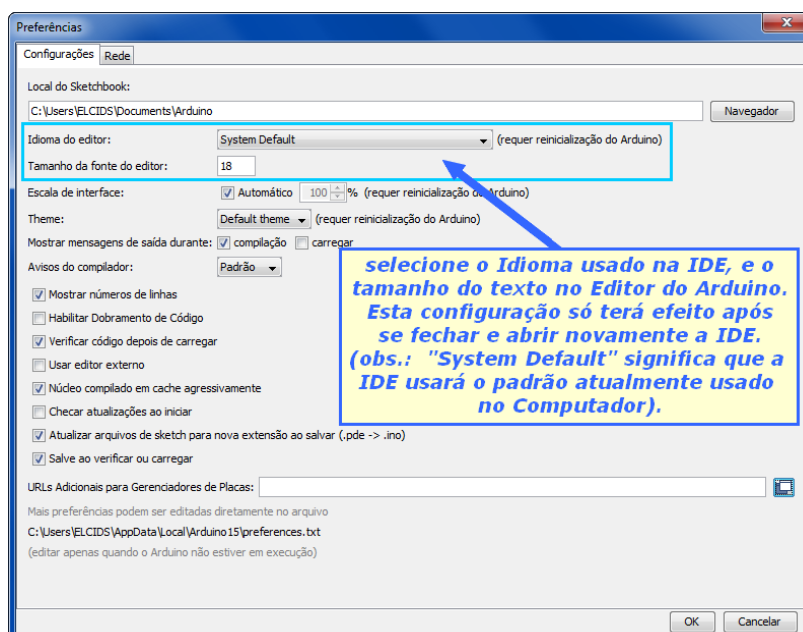 Preferências
Configurações Rede
Local do Sketchbook:
C:\Users\ELCIDS\Documents\Arduino Navegador
Idioma do editor: System Default (requer reinicialização do Arduino)
Tamanho da fonte do editor: 18
Escala de interface: Automático 100 % (requer reinicialização do Arduino)
Theme: Default theme (requer reinicialização do Arduino)
Mostrar mensagens de saída durante: compilação carregar
Avisos do compilador: Padrão
selecione o Idioma usado na IDE, e o
tamanho do texto no Editor do Arduino.
Esta configuração só terá efeito após
se fechar e abrir novamente a IDE.
(obs.: "System Default" significa que a
IDE usará o padrão atualmente usado
no Computador).
Mostrar números de linhas
Habilitar Dobramento de Código
Verificar código depois de carregar
Usar editor externo
Núcleo compilado em cache agressivamente
Checar atualizações ao iniciar
Atualizar arquivos de sketch para nova extensão ao salvar (.pde -> .ino)
Salve ao verificar ou carregar
URLs Adicionais para Gerenciadores de Placas:
Mais preferências podem ser editadas diretamente no arquivo
C:\Users\ELCIDS\AppData\Local\Arduino15\preferences.txt
(editar apenas quando o Arduino não estiver em execução)
OK Cancelar